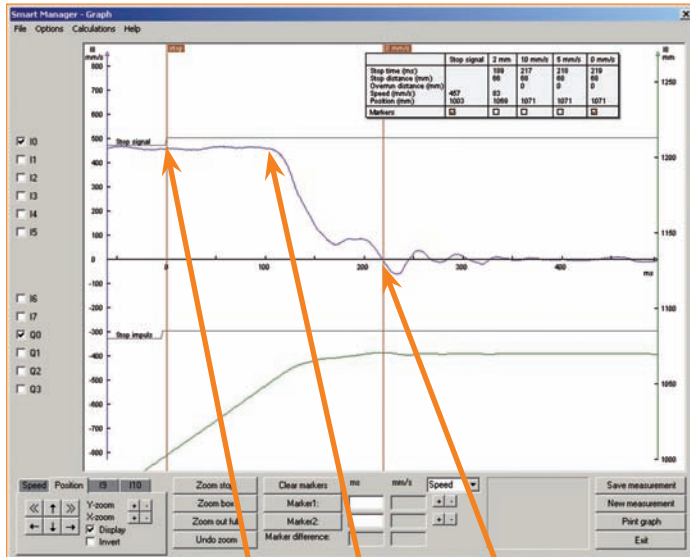 Smart Manager - Graph
File Options Calculations Help
mm/s
Stop
0 mm/s
mm
Stop signal 2 mm 10 mm/s 5 mm/s 0 mm/s
Stop time (ms) 189 217 218 219
Stop distance (mm) 66 68 68 68
Overrun distance (mm) 0 0 0
Speed (mm/s) 457 83
Position (mm) 1003 1069 1071 1071 1071
Markers
800
700
600
500
400
300
200
100
0
-100
-200
-300
-400
-500
-600
-700
-800
Stop signal
Stop impuls
0 100 200 300 400
ms
1250
1200
1150
1100
1050
1000
I0
I1
I2
I3
I4
I5
I6
I7
Q0
Q1
Q2
Q3
Speed Position I9 I10
Y-zoom + -
X-zoom + -
Display
Invert
Zoom stop
Zoom box
Zoom out full
Undo zoom
Clear markers ms mm/s Speed
Marker1: + -
Marker2: + -
Marker difference:
Save measurement
New measurement
Print graph
Exit